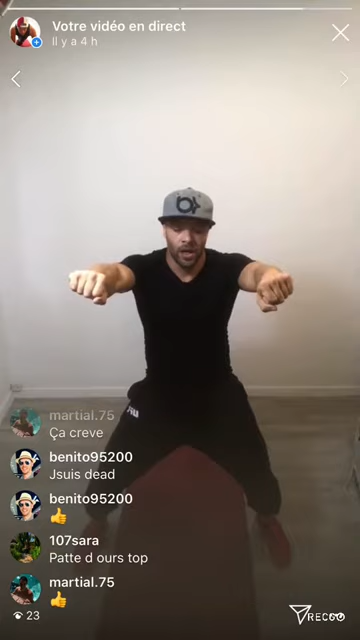 Votre vidéo en direct
Il y a 4 h
martial.75
Ça creve
benito95200
Jsuis dead
benito95200
👍
107sara
Patte d ours top
martial.75
👍
23